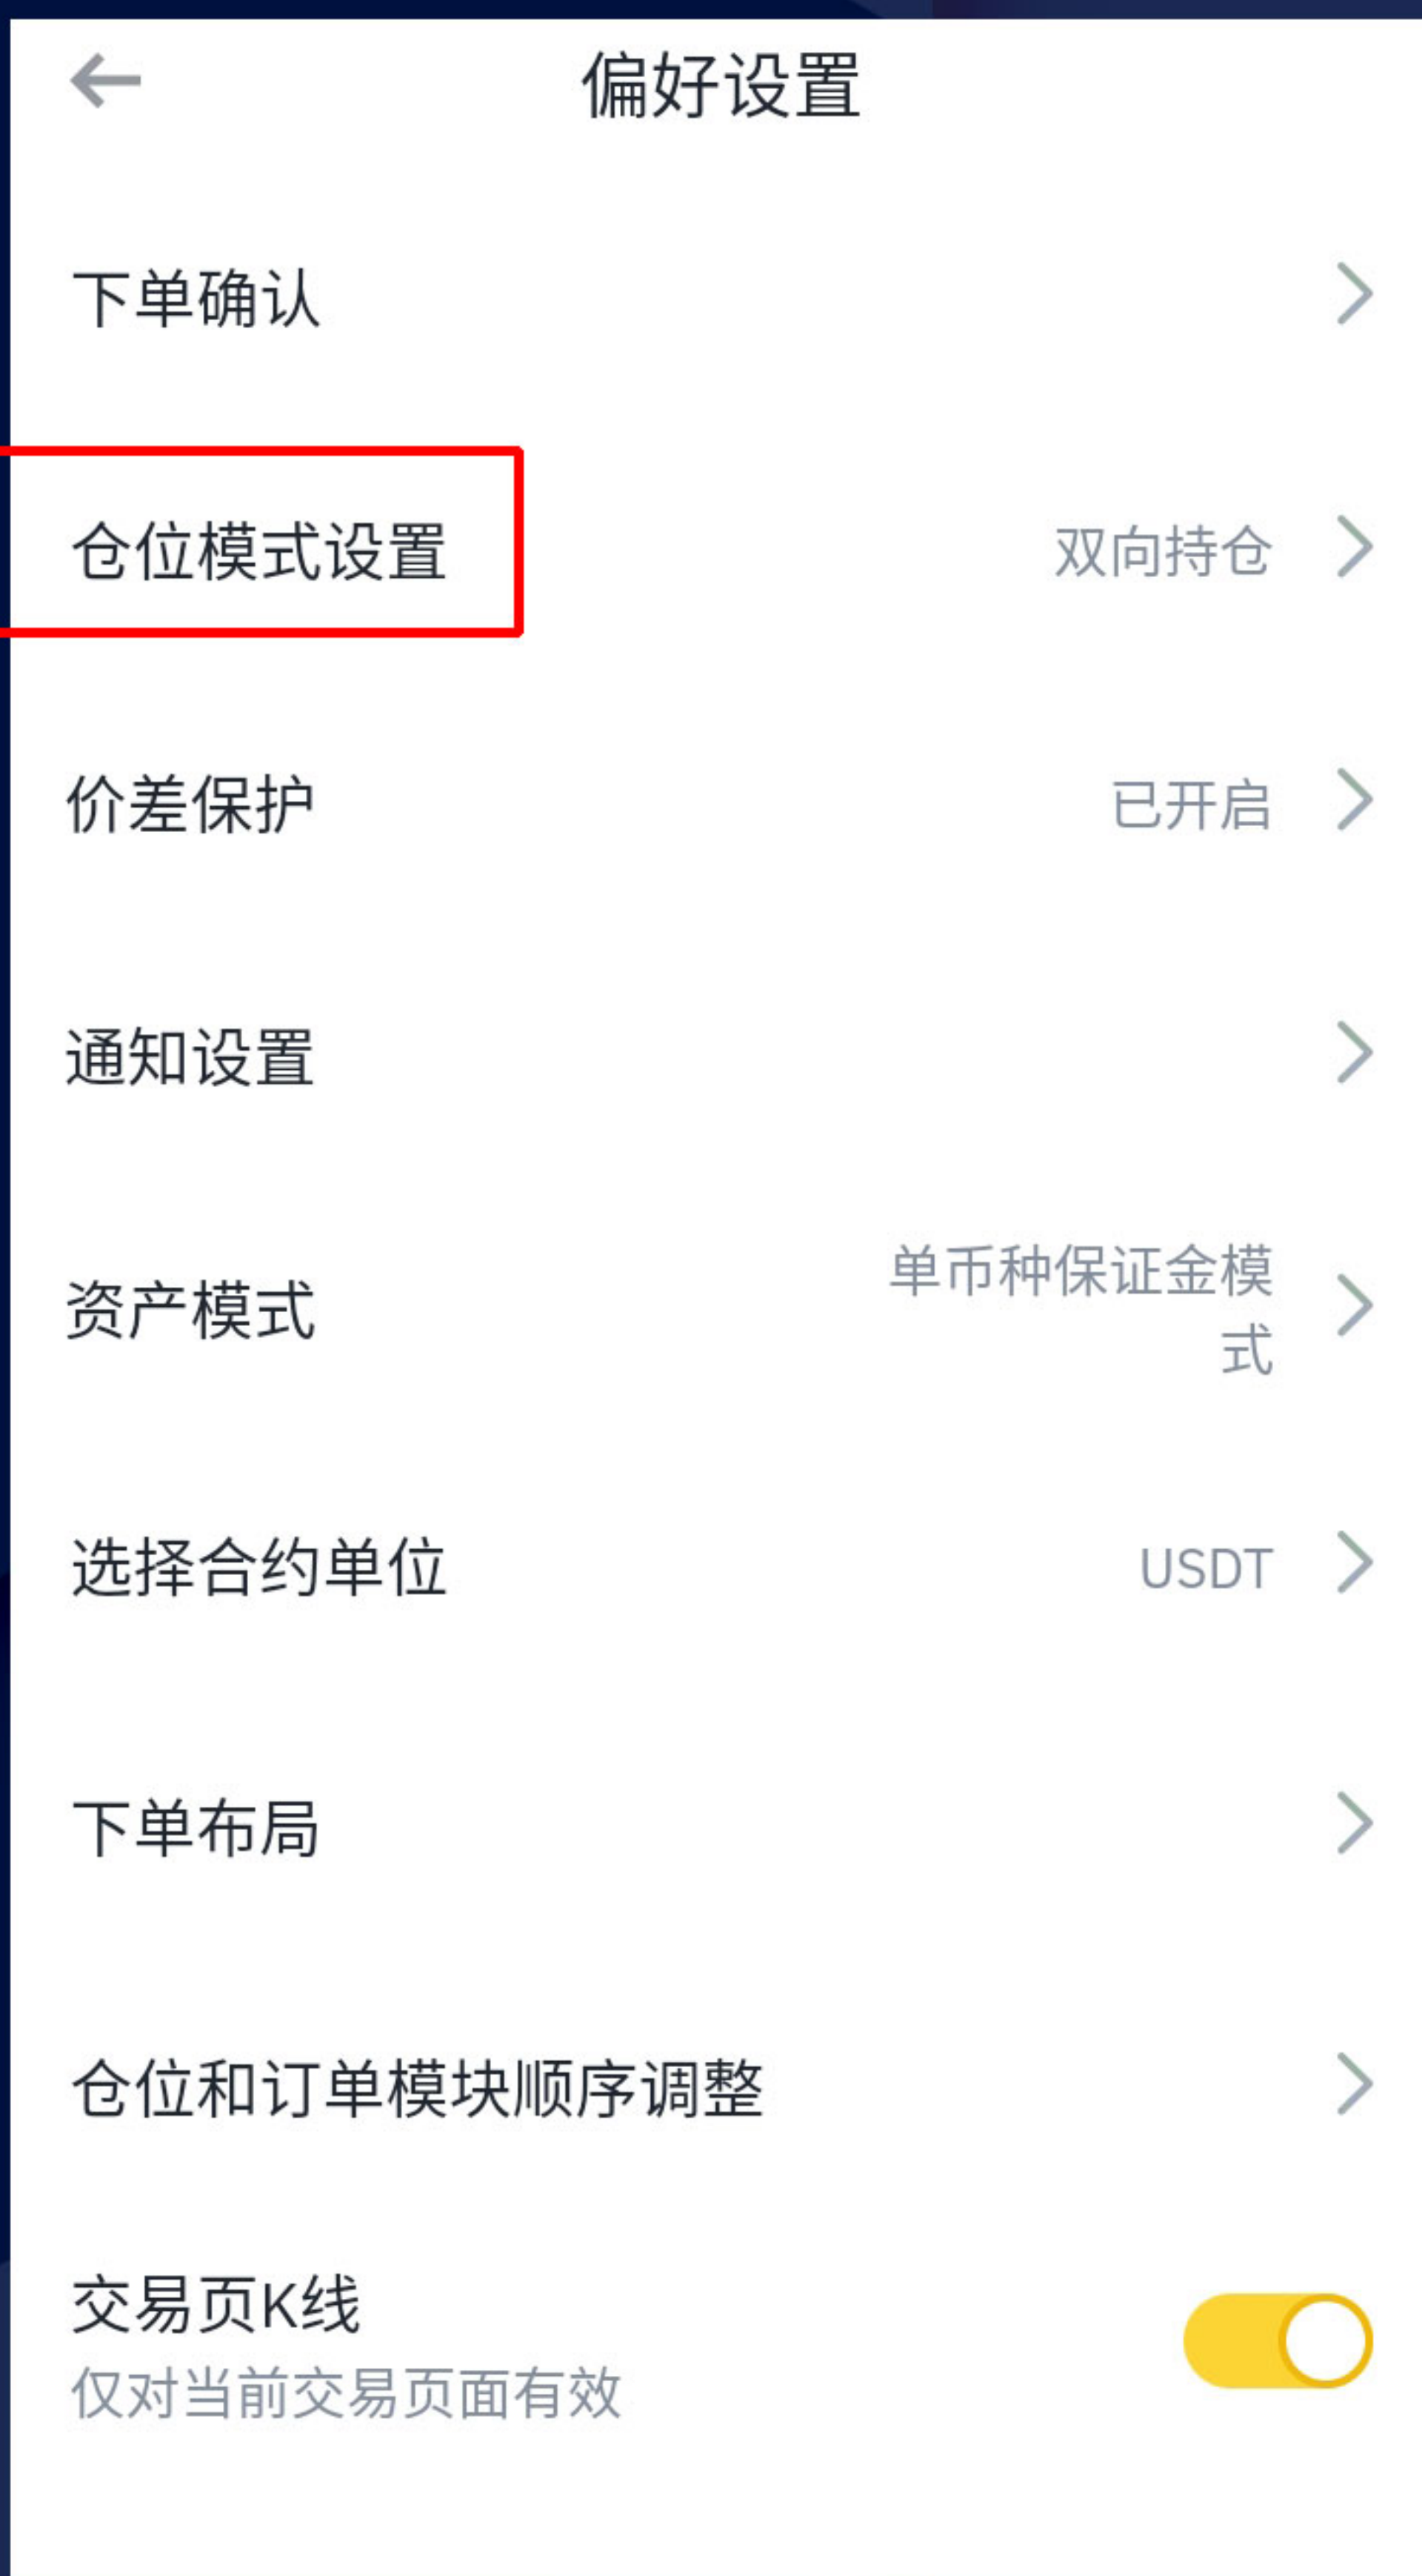 偏好设置
下单确认
仓位模式设置
双向持仓
价差保护
已开启
通知设置
资产模式
单币种保证金模
式
选择合约单位
USDT
下单布局
仓位和订单模块顺序调整
交易页K线
仅对当前交易页面有效